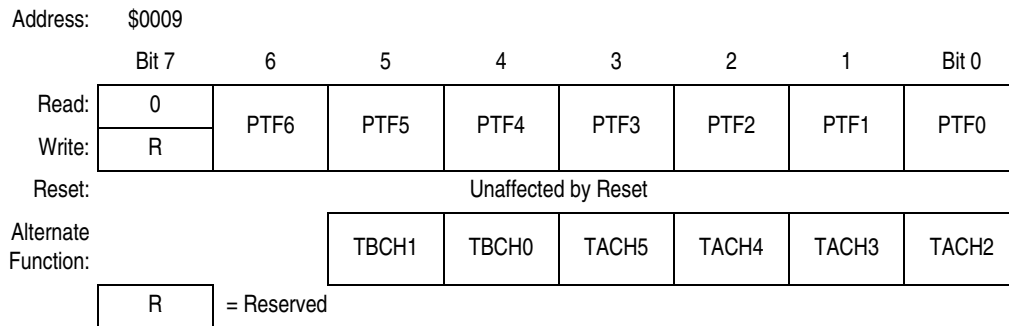 Address: $0009
Bit 7 6 5 4 3 2 1 Bit 0
Read: 0 PTF6 PTF5 PTF4 PTF3 PTF2 PTF1 PTF0
Write: R
Reset: Unaffected by Reset
Alternate
Function: TBCH1 TBCH0 TACH5 TACH4 TACH3 TACH2
R = Reserved